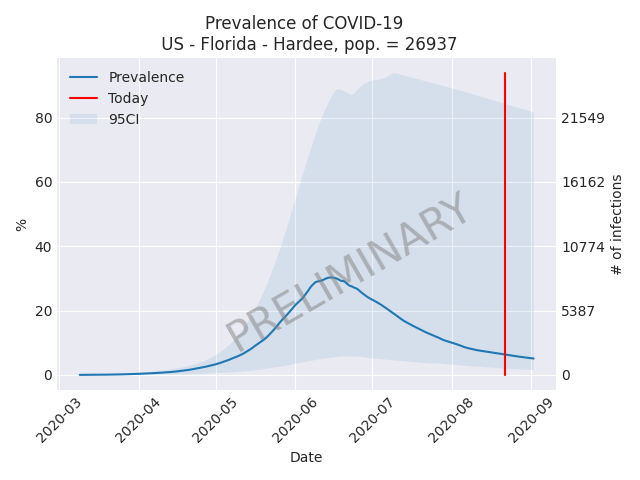 Prevalence of COVID-19
US - Florida - Hardee, pop. = 26937
Prevalence
Today
95CI
80
60
40
20
0
%
21549
16162
10774
5387
0
# of infections
PRELIMINARY
2020-03
2020-04
2020-05
2020-06
2020-07
2020-08
2020-09
Date